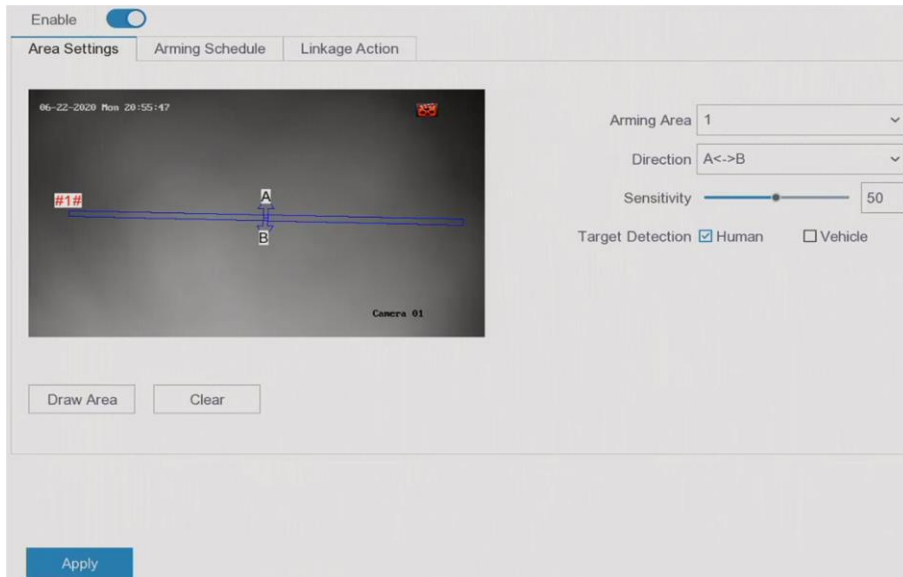 Enable
Area Settings
Arming Schedule
Linkage Action
06-22-2020 Mon 20:55:47
#1#
A
B
Camera 01
Arming Area 1
Direction A<->B
Sensitivity 50
Target Detection Human Vehicle
Draw Area
Clear
Apply